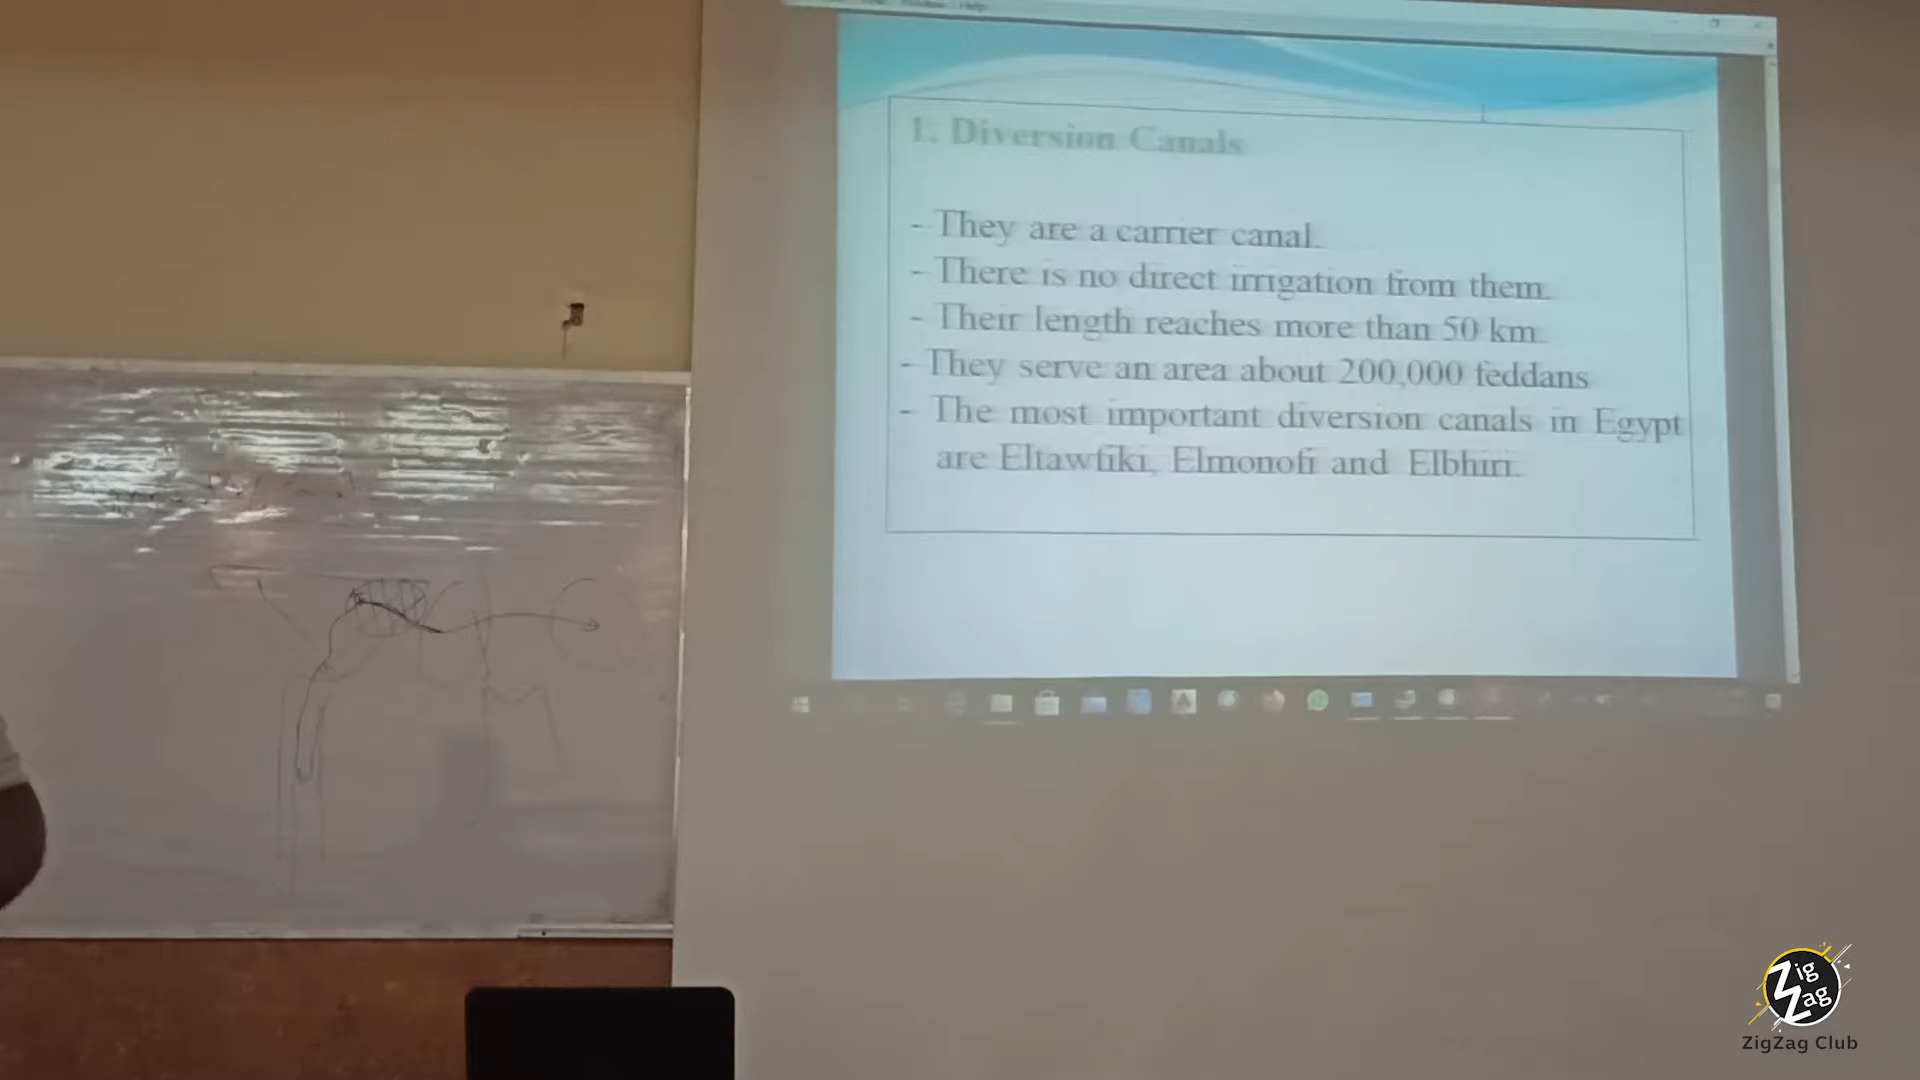 Help
1. Diversion Canals
- They are a carrier canal.
- There is no direct irrigation from them.
- Their length reaches more than 50 km.
- They serve an area about 200,000 feddans
- The most important diversion canals in Egypt
are Eltawfiki, Elmonofi and Elbhiri.
Zig
Zag
ZigZag Club